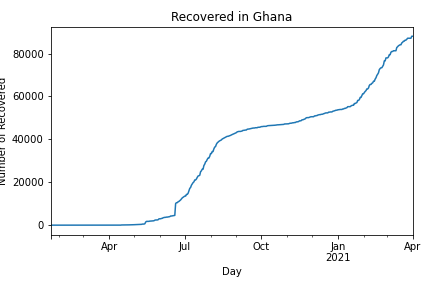 Recovered in Ghana
Number of Recovered
80000
60000
40000
20000
0
Apr
Jul
Oct
Jan
2021
Apr
Day